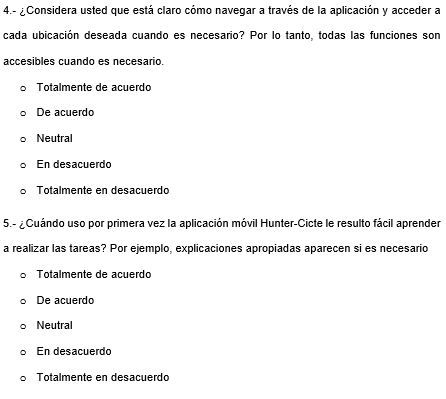 4.- ¿Considera usted que está claro cómo navegar a través de la aplicación y acceder a
cada ubicación deseada cuando es necesario? Por lo tanto, todas las funciones son
accesibles cuando es necesario.
o Totalmente de acuerdo
o De acuerdo
o Neutral
o En desacuerdo
o Totalmente en desacuerdo
5.- ¿Cuándo uso por primera vez la aplicación móvil Hunter-Cicte le resulto fácil aprender
a realizar las tareas? Por ejemplo, explicaciones apropiadas aparecen si es necesario
o Totalmente de acuerdo
o De acuerdo
o Neutral
o En desacuerdo
o Totalmente en desacuerdo